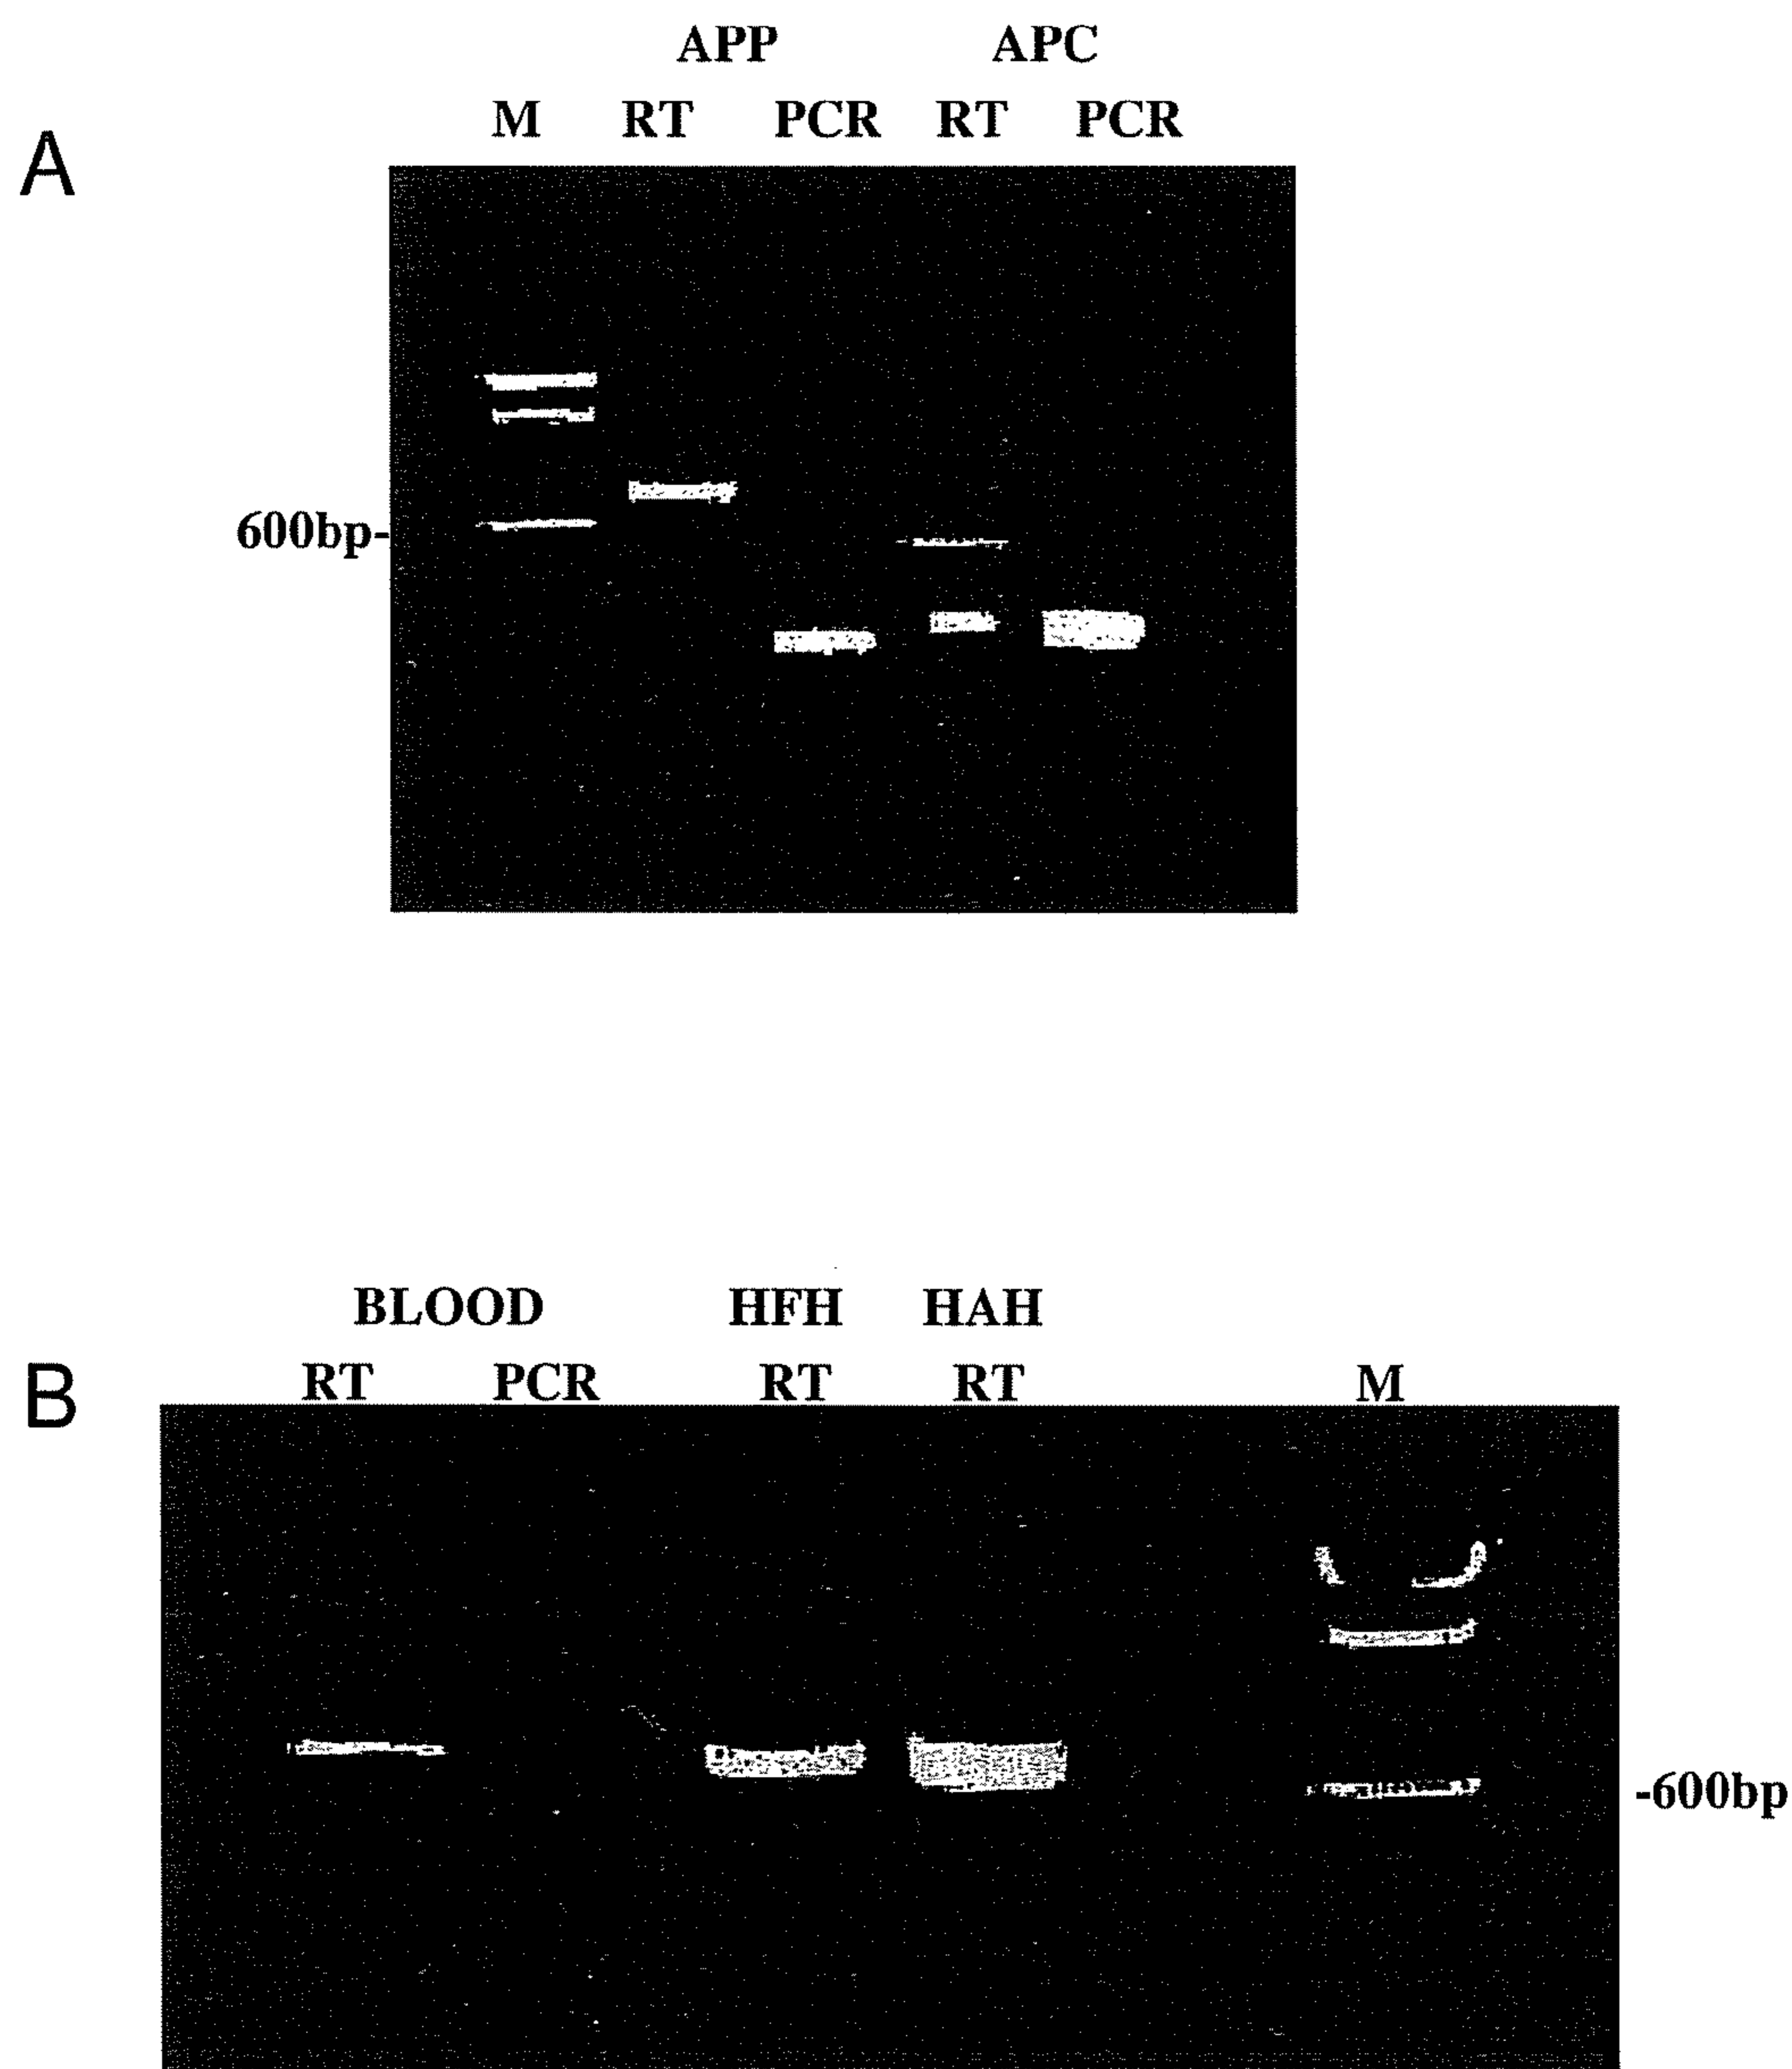 APP APC
M RT PCR RT PCR
A
600bp-
BLOOD HFH HAH
RT PCR RT RT M
B
-600bp